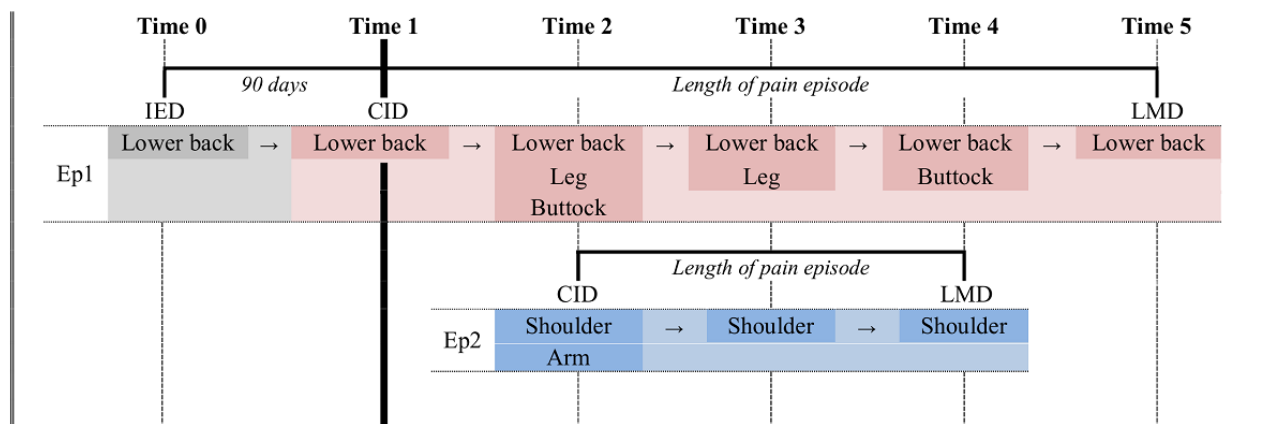 Time 0 Time 1 Time 2 Time 3 Time 4 Time 5
90 days Length of pain episode
IED CID LMD
Lower back → Lower back → Lower back → Lower back → Lower back → Lower back
Ep1 Leg Leg Buttock
Buttock
Length of pain episode
CID LMD
Shoulder → Shoulder → Shoulder
Ep2
Arm